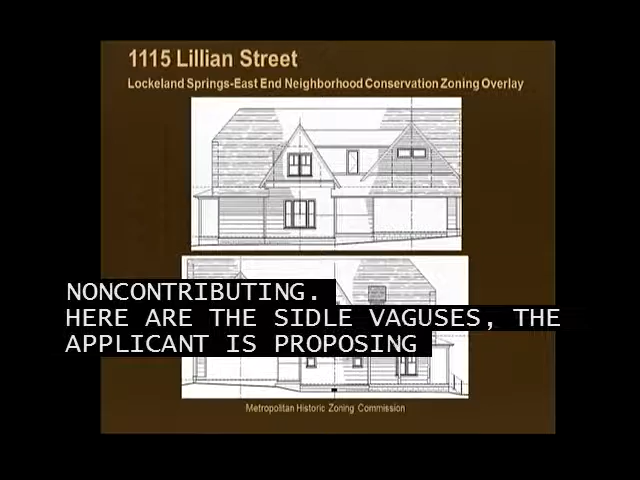 1115 Lillian Street
Lockeland Springs-East End Neighborhood Conservation Zoning Overlay
NONCONTRIBUTING.
HERE ARE THE SIDLE VAGUSES, THE
APPLICANT IS PROPOSING
Metropolitan Historic Zoning Commission